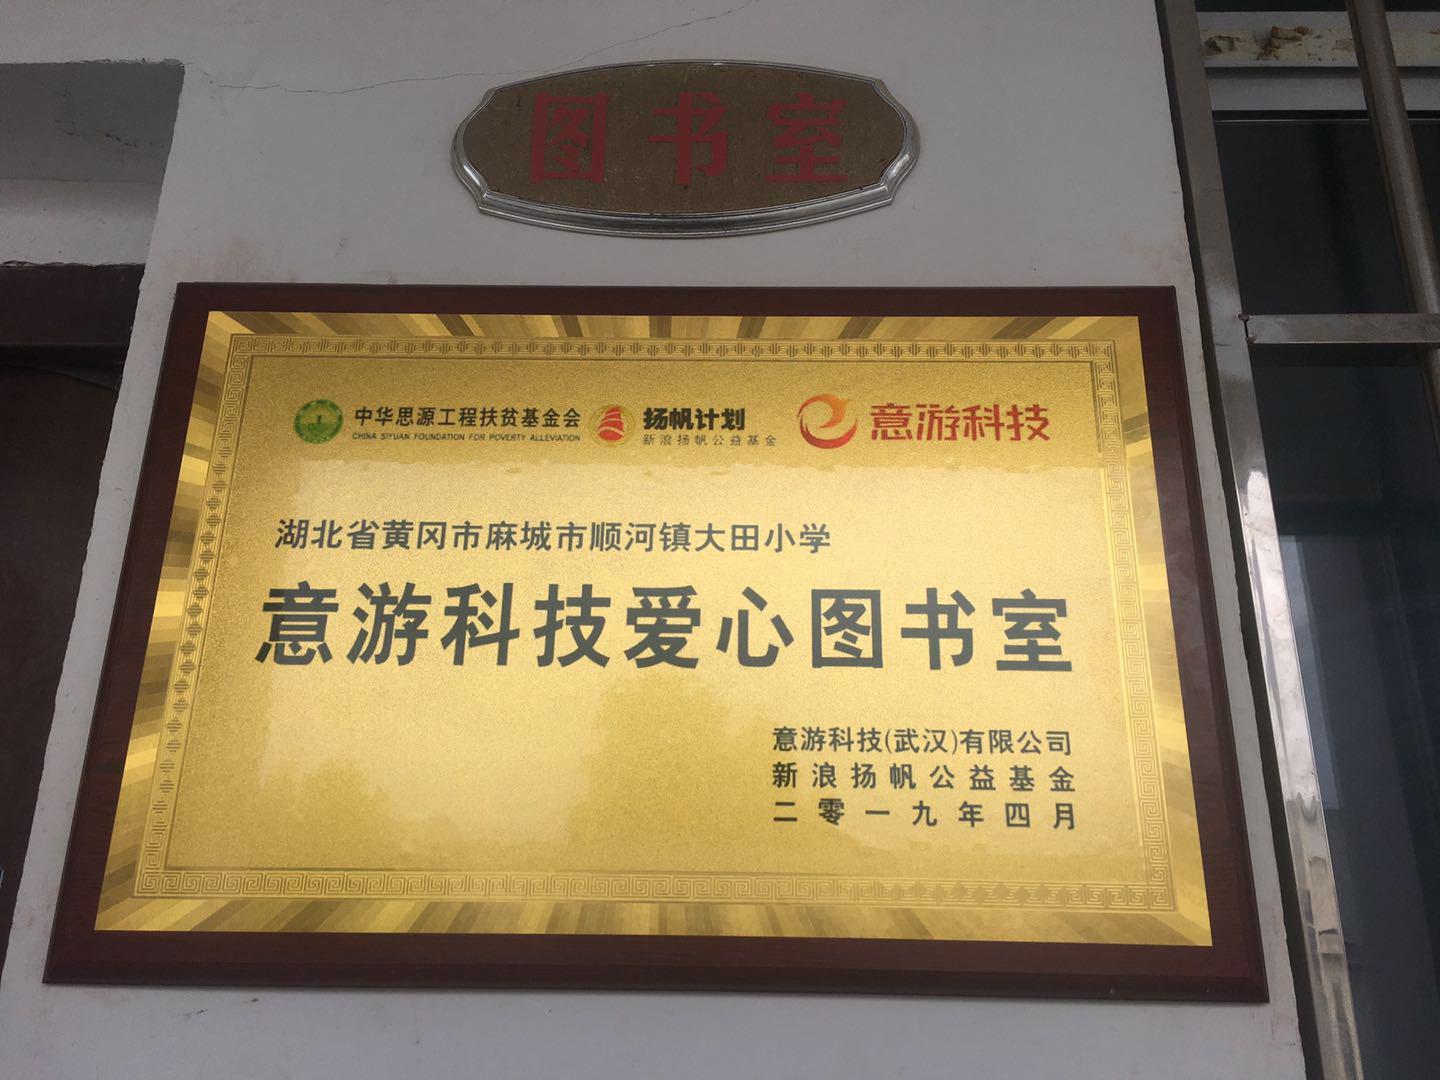 图书室
中华思源工程扶贫基金会
CHINA SIYUAN FOUNDATION FOR POVERTY ALLEVIATION
扬帆计划
新浪扬帆公益基金
意游科技
湖北省黄冈市麻城市顺河镇大田小学
意游科技爱心图书室
意游科技(武汉)有限公司
新浪扬帆公益基金
二零一九年四月